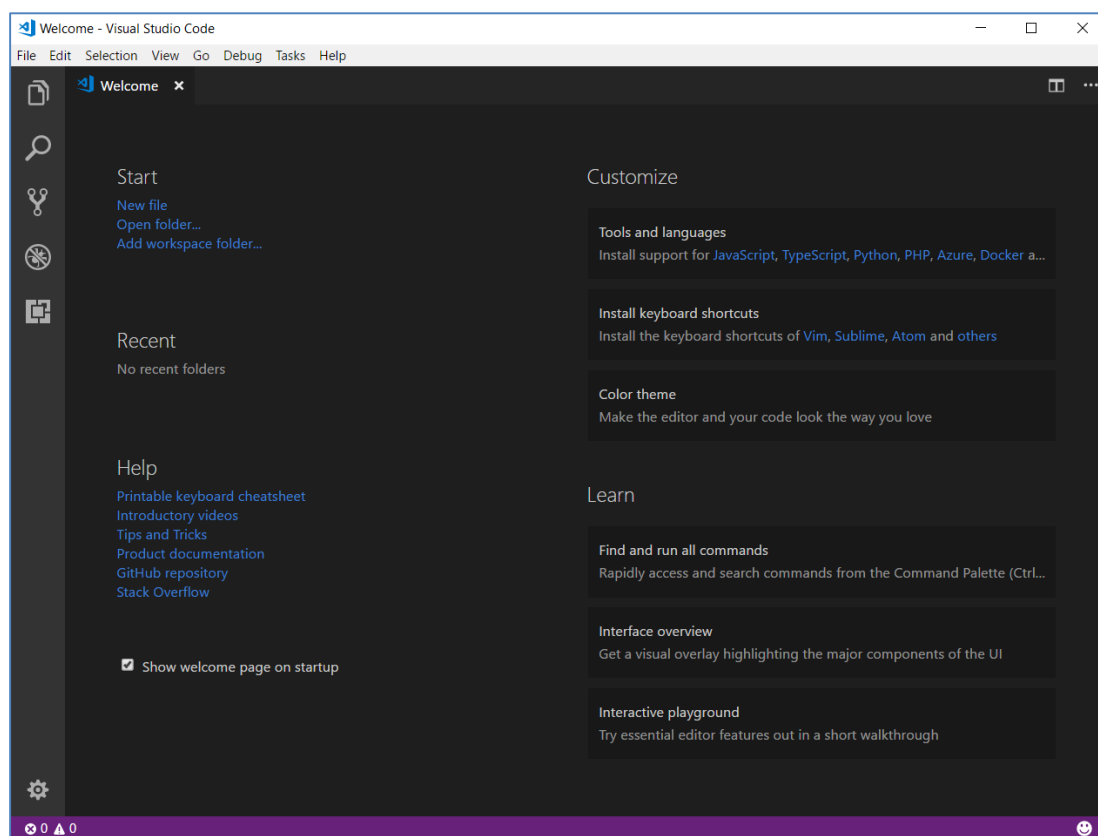 Welcome - Visual Studio Code
File Edit Selection View Go Debug Tasks Help
Welcome
Start
New file
Open folder...
Add workspace folder...
Recent
No recent folders
Help
Printable keyboard cheatsheet
Introductory videos
Tips and Tricks
Product documentation
GitHub repository
Stack Overflow
Show welcome page on startup
Customize
Tools and languages
Install support for JavaScript, TypeScript, Python, PHP, Azure, Docker a...
Install keyboard shortcuts
Install the keyboard shortcuts of Vim, Sublime, Atom and others
Color theme
Make the editor and your code look the way you love
Learn
Find and run all commands
Rapidly access and search commands from the Command Palette (Ctrl...
Interface overview
Get a visual overlay highlighting the major components of the UI
Interactive playground
Try essential editor features out in a short walkthrough
0 0